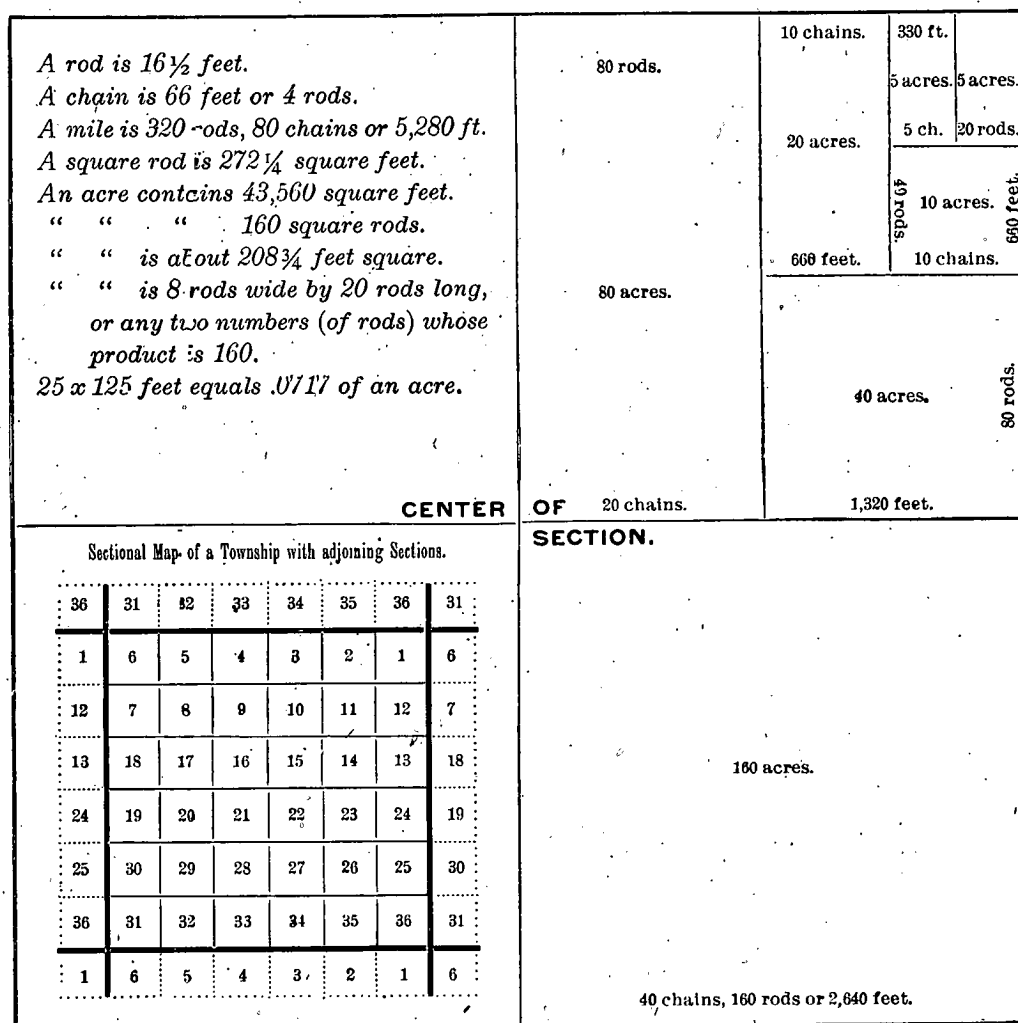 A rod is 16½ feet.
A chain is 66 feet or 4 rods.
A mile is 320 rods, 80 chains or 5,280 ft.
A square rod is 272¼ square feet.
An acre contains 43,560 square feet.
“ “ “ 160 square rods.
“ “ is about 208¾ feet square.
“ “ is 8 rods wide by 20 rods long,
or any two numbers (of rods) whose
product is 160.
25 x 125 feet equals .0717 of an acre.
80 rods.
80 acres.
20 chains.
10 chains.
20 acres.
660 feet.
330 ft.
5 acres. 5 acres.
5 ch. 20 rods.
40 rods.
10 acres.
660 feet.
10 chains.
40 acres.
80 rods.
1,320 feet.
CENTER OF
SECTION.
Sectional Map of a Township with adjoining Sections.
36 31 32 33 34 35 36 31
1 6 5 4 3 2 1 6
12 7 8 9 10 11 12 7
13 18 17 16 15 14 13 18
24 19 20 21 22 23 24 19
25 30 29 28 27 26 25 30
36 31 32 33 34 35 36 31
1 6 5 4 3 2 1 6
160 acres.
40 chains, 160 rods or 2,640 feet.